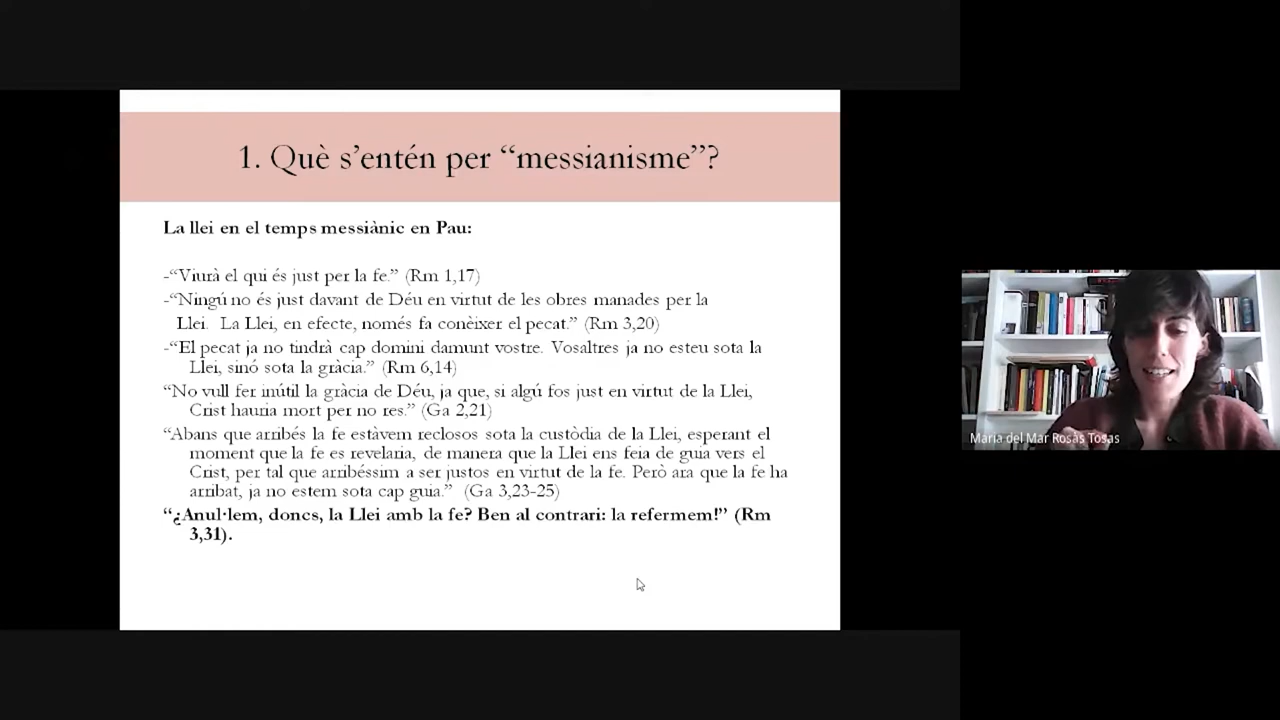 1. Què s’entén per “messianisme”?
La llei en el temps messiànic en Pau:
-“Viurà el qui és just per la fe.” (Rm 1,17)
-“Ningú no és just davant de Déu en virtut de les obres manades per la
Llei. La Llei, en efecte, només fa conèixer el pecat.” (Rm 3,20)
-“El pecat ja no tindrà cap domini damunt vostre. Vosaltres ja no esteu sota la
Llei, sinó sota la gràcia.” (Rm 6,14)
“No vull fer inútil la gràcia de Déu, ja que, si algú fos just en virtut de la Llei,
Crist hauria mort per no res.” (Ga 2,21)
“Abans que arribés la fe estàvem reclosos sota la custòdia de la Llei, esperant el
moment que la fe es revelaria, de manera que la Llei ens feia de guia vers el
Crist, per tal que arribéssim a ser justos en virtut de la fe. Però ara que la fe ha
arribat, ja no estem sota cap guia.” (Ga 3,23-25)
“¿Anul·lem, doncs, la Llei amb la fe? Ben al contrari: la refermem!” (Rm
3,31).
Maria del Mar Rosàs Tosas